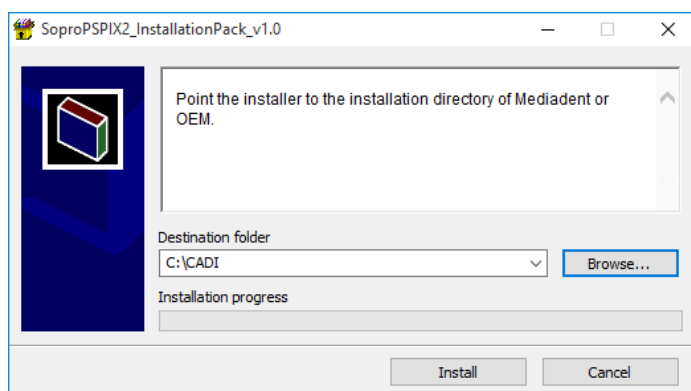 SoproPSPIX2_InstallationPack_v1.0
Point the installer to the installation directory of Mediadent or
OEM.
Destination folder
C:\CADI
Browse...
Installation progress
Install
Cancel